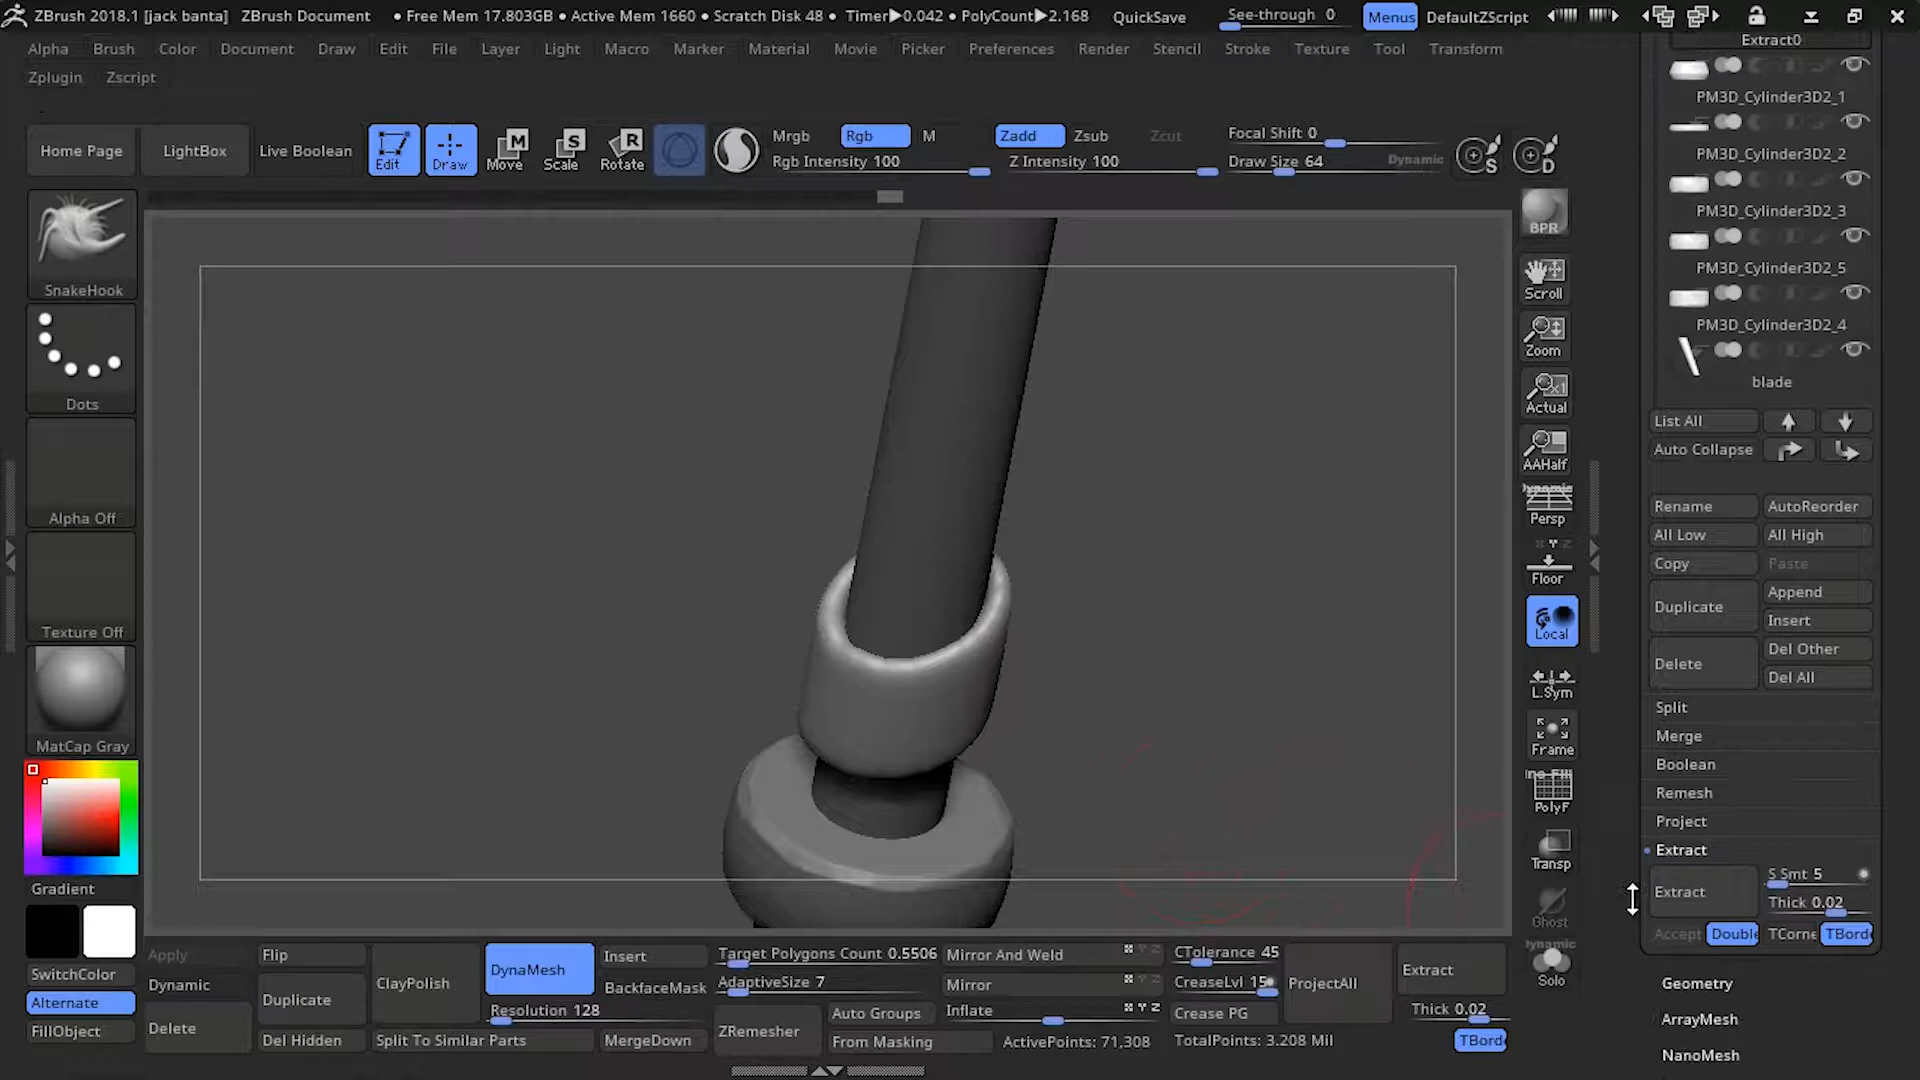 ZBrush 2018.1 [jack banta] ZBrush Document • Free Mem 17.803GB • Active Mem 1660 • Scratch Disk 48 • Timer▶0.042 • PolyCount▶2.168 QuickSave See-through 0 Menus DefaultZScript
Alpha Brush Color Document Draw Edit File Layer Light Macro Marker Material Movie Picker Preferences Render Stencil Stroke Texture Tool Transform
Zplugin Zscript
Home Page LightBox Live Boolean Edit Draw Move Scale Rotate
M S R
Mrgb Rgb M Zadd Zsub Zcut Focal Shift 0
Rgb Intensity 100 Z Intensity 100 Draw Size 64 Dynamic S D
SnakeHook
Dots
Alpha Off
Texture Off
MatCap Gray
Gradient
SwitchColor
Alternate
FillObject
BPR
Scroll
Zoom
Actual
AAHalf
Dynamic
Persp
Floor
Local
L.Sym
Frame
PolyF
Transp
Ghost
Dynamic
Solo
Extract0
PM3D_Cylinder3D2_1
PM3D_Cylinder3D2_2
PM3D_Cylinder3D2_3
PM3D_Cylinder3D2_5
PM3D_Cylinder3D2_4
blade
List All
Auto Collapse
Rename AutoReorder
All Low All High
Copy Paste
Duplicate Append
Insert
Delete Del Other
Del All
Split
Merge
Boolean
Remesh
Project
Extract
Extract S Smt 5
Thick 0.02
Accept Double TCorne TBorde
Geometry
ArrayMesh
NanoMesh
Apply Flip ClayPolish DynaMesh Insert Target Polygons Count 0.5506 Mirror And Weld CTolerance 45 ProjectAll Extract
Dynamic Duplicate BackfaceMask AdaptiveSize 7 Mirror CreaseLvl 15
Resolution 128 Auto Groups Inflate Crease PG Thick 0.02
Delete Del Hidden Split To Similar Parts MergeDown ZRemesher From Masking ActivePoints: 71,308 TotalPoints: 3.208 Mil TBorde